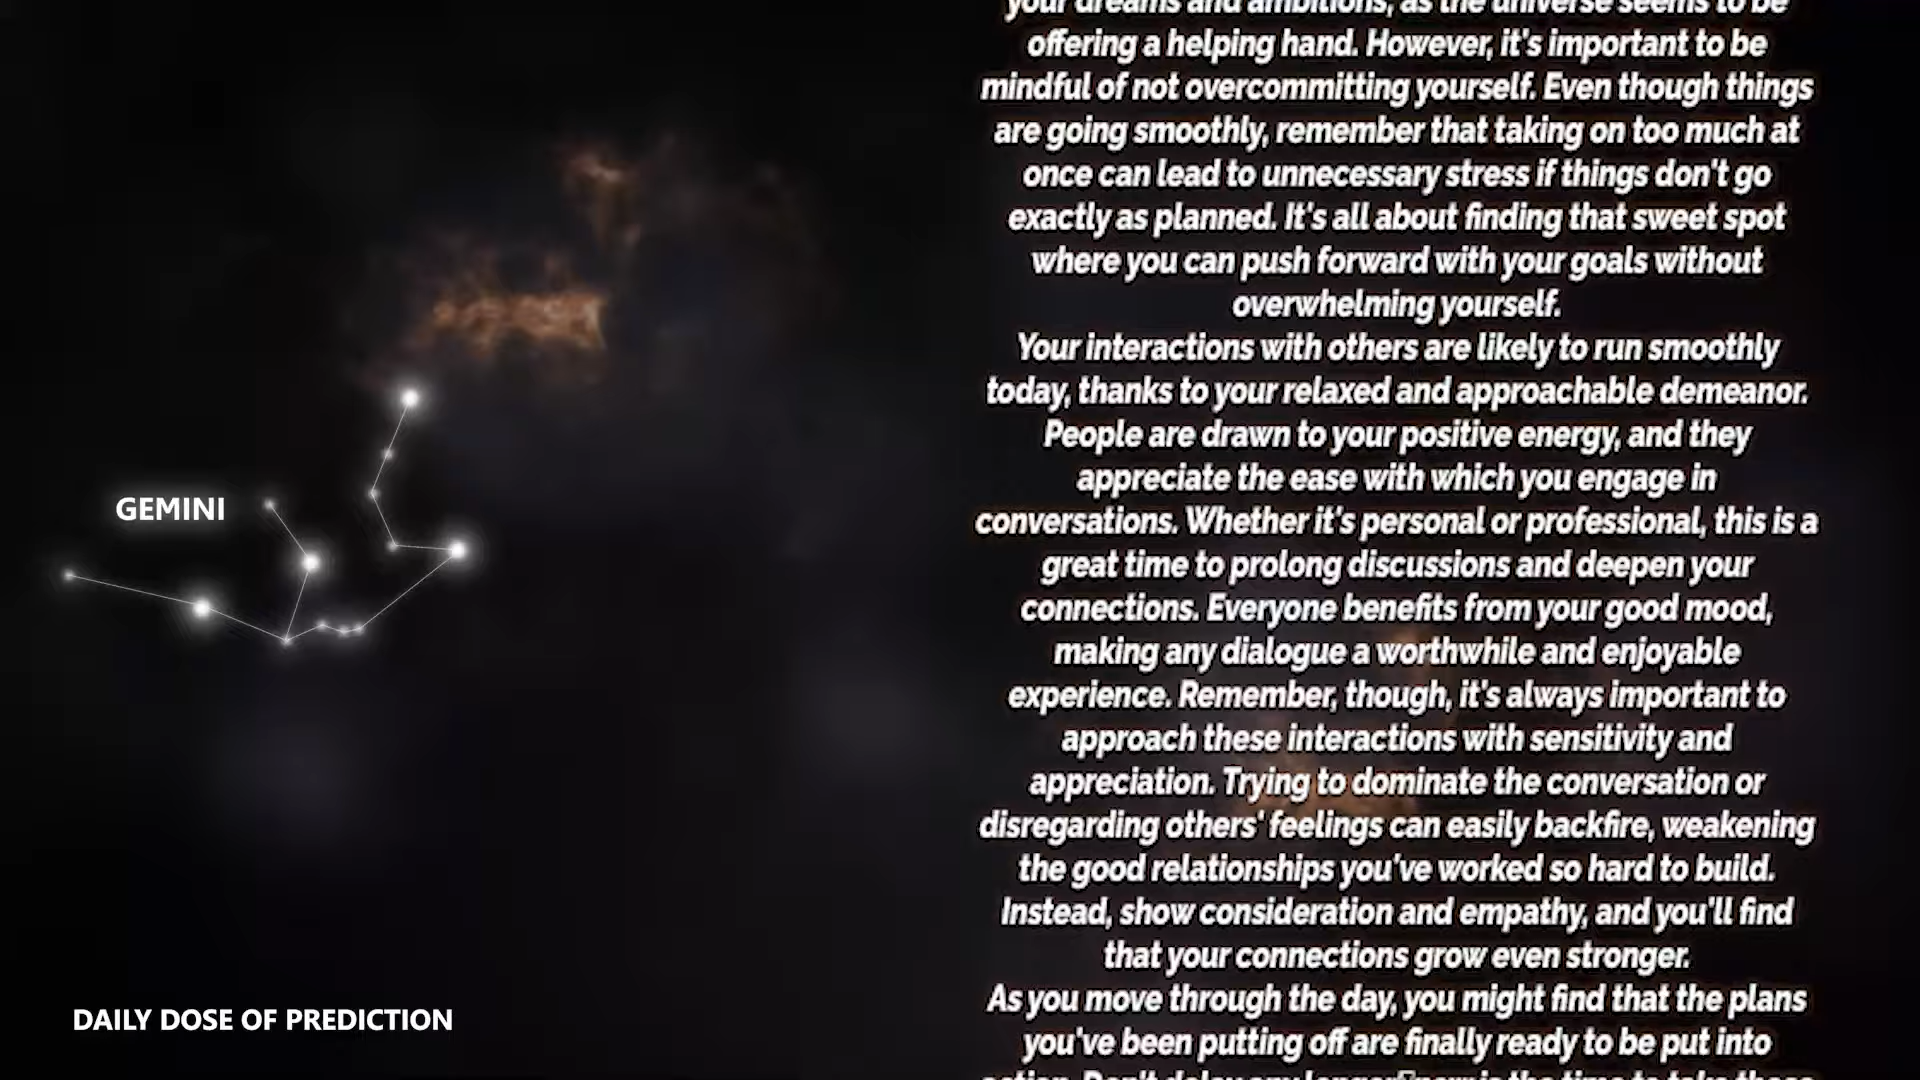 your dreams and ambitions, as the universe seems to be
offering a helping hand. However, it's important to be
mindful of not overcommitting yourself. Even though things
are going smoothly, remember that taking on too much at
once can lead to unnecessary stress if things don't go
exactly as planned. It's all about finding that sweet spot
where you can push forward with your goals without
overwhelming yourself.
Your interactions with others are likely to run smoothly
today, thanks to your relaxed and approachable demeanor.
People are drawn to your positive energy, and they
appreciate the ease with which you engage in
conversations. Whether it's personal or professional, this is a
great time to prolong discussions and deepen your
connections. Everyone benefits from your good mood,
making any dialogue a worthwhile and enjoyable
experience. Remember, though, it's always important to
approach these interactions with sensitivity and
appreciation. Trying to dominate the conversation or
disregarding others' feelings can easily backfire, weakening
the good relationships you've worked so hard to build.
Instead, show consideration and empathy, and you'll find
that your connections grow even stronger.
As you move through the day, you might find that the plans
you've been putting off are finally ready to be put into
GEMINI
DAILY DOSE OF PREDICTION